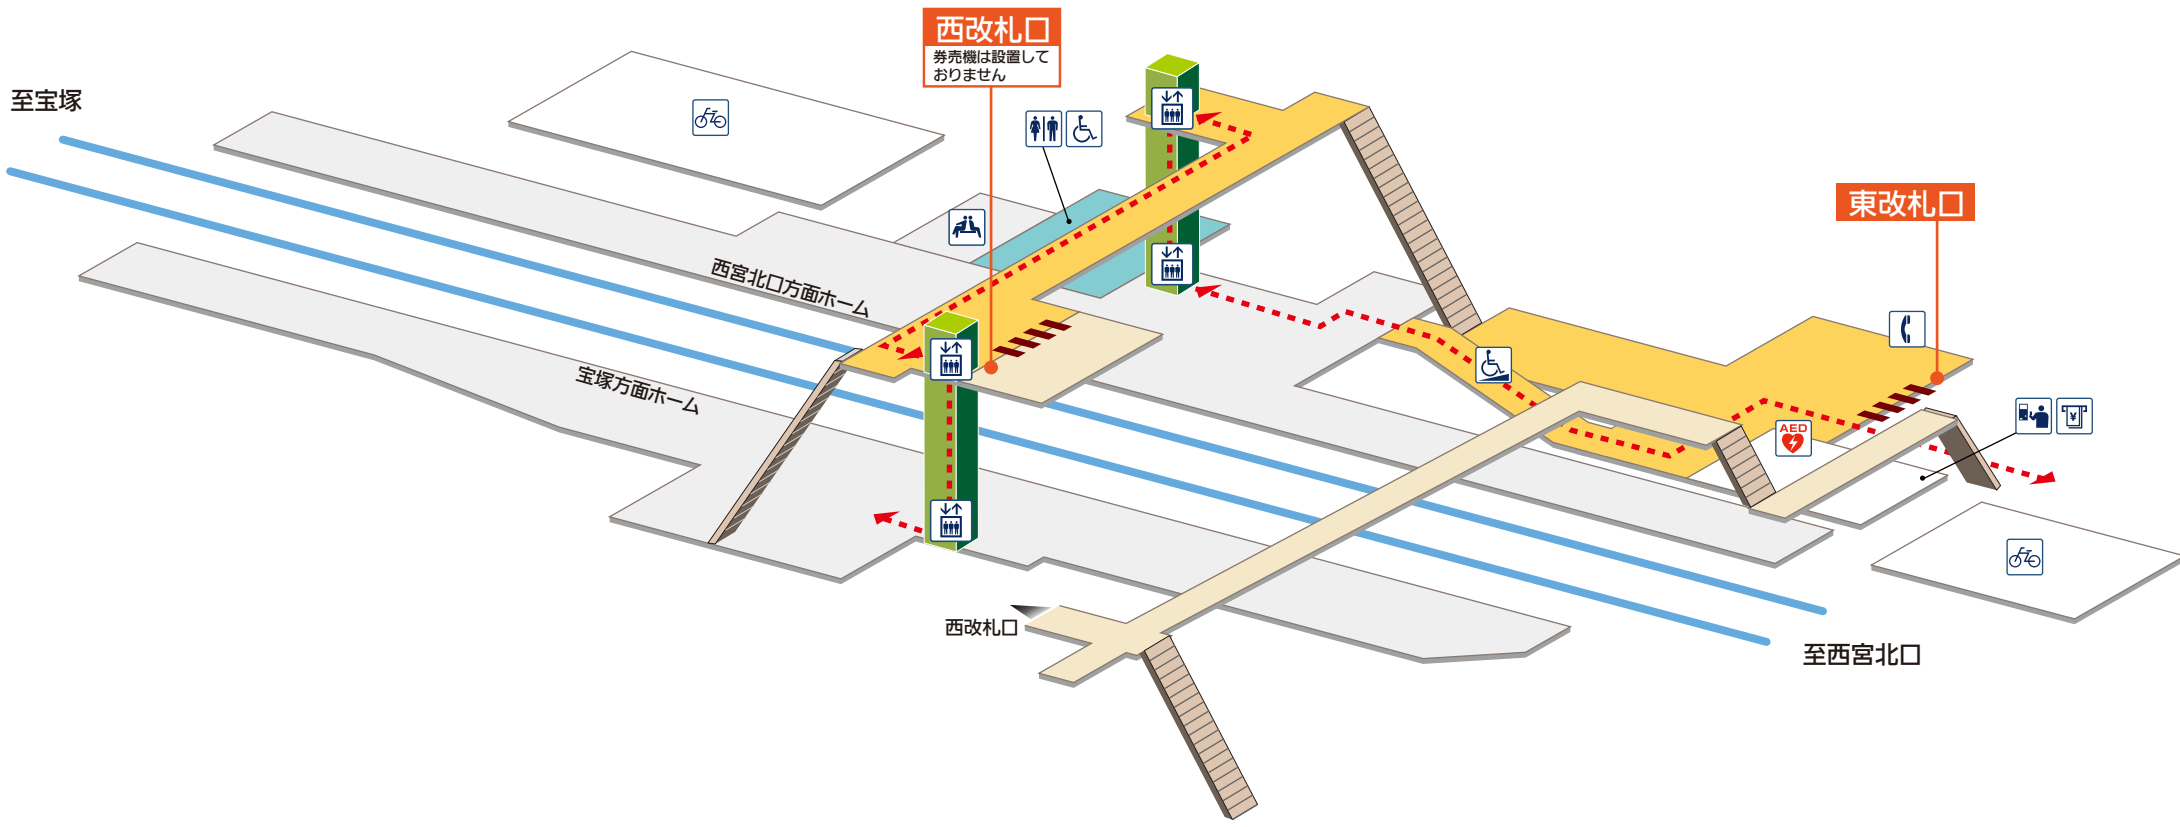 至宝塚
西改札口
券売機は設置して
おりません
東改札口
西宮北口方面ホーム
宝塚方面ホーム
AED
¥
西改札口
至西宮北口